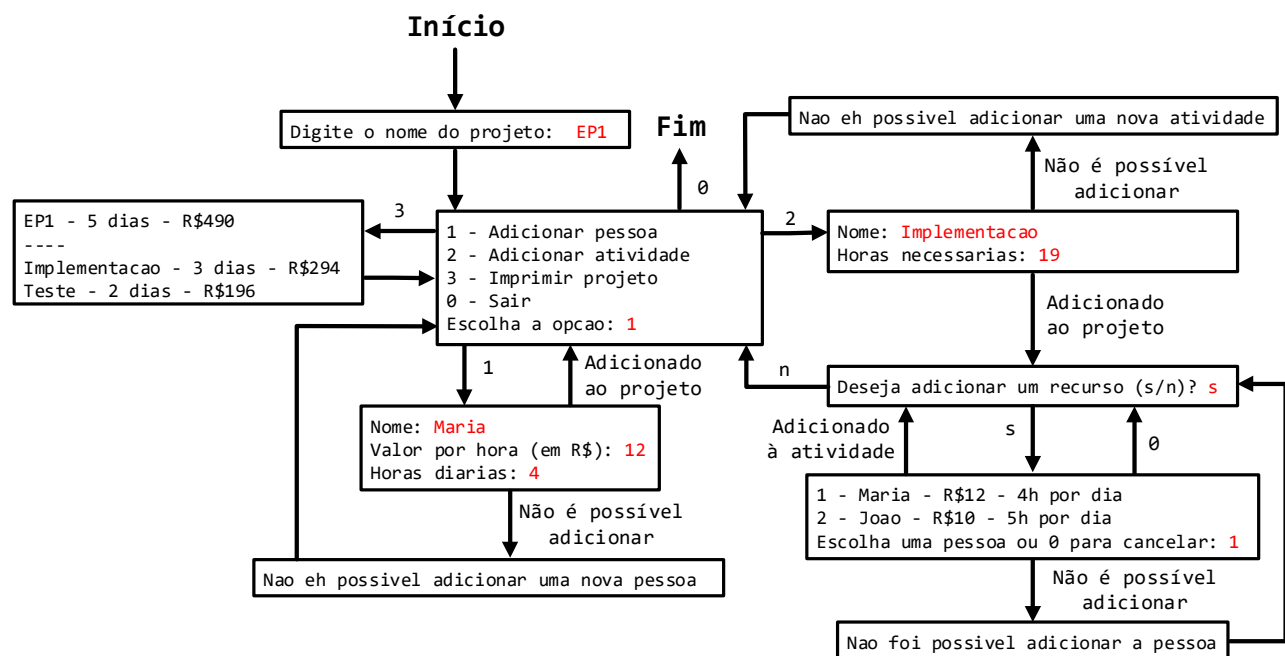 Início
Digite o nome do projeto: EP1
Fim
0
Nao eh possivel adicionar uma nova atividade
Não é possível
adicionar
3
EP1 - 5 dias - R$490
----
Implementacao - 3 dias - R$294
Teste - 2 dias - R$196
1 - Adicionar pessoa
2 - Adicionar atividade
3 - Imprimir projeto
0 - Sair
Escolha a opcao: 1
2
Nome: Implementacao
Horas necessarias: 19
Adicionado
ao projeto
1
Adicionado
ao projeto
n
Deseja adicionar um recurso (s/n)? s
Nome: Maria
Valor por hora (em R$): 12
Horas diarias: 4
Adicionado
à atividade
s
0
1 - Maria - R$12 - 4h por dia
2 - Joao - R$10 - 5h por dia
Escolha uma pessoa ou 0 para cancelar: 1
Não é possível
adicionar
Nao eh possivel adicionar uma nova pessoa
Não é possível
adicionar
Nao foi possivel adicionar a pessoa